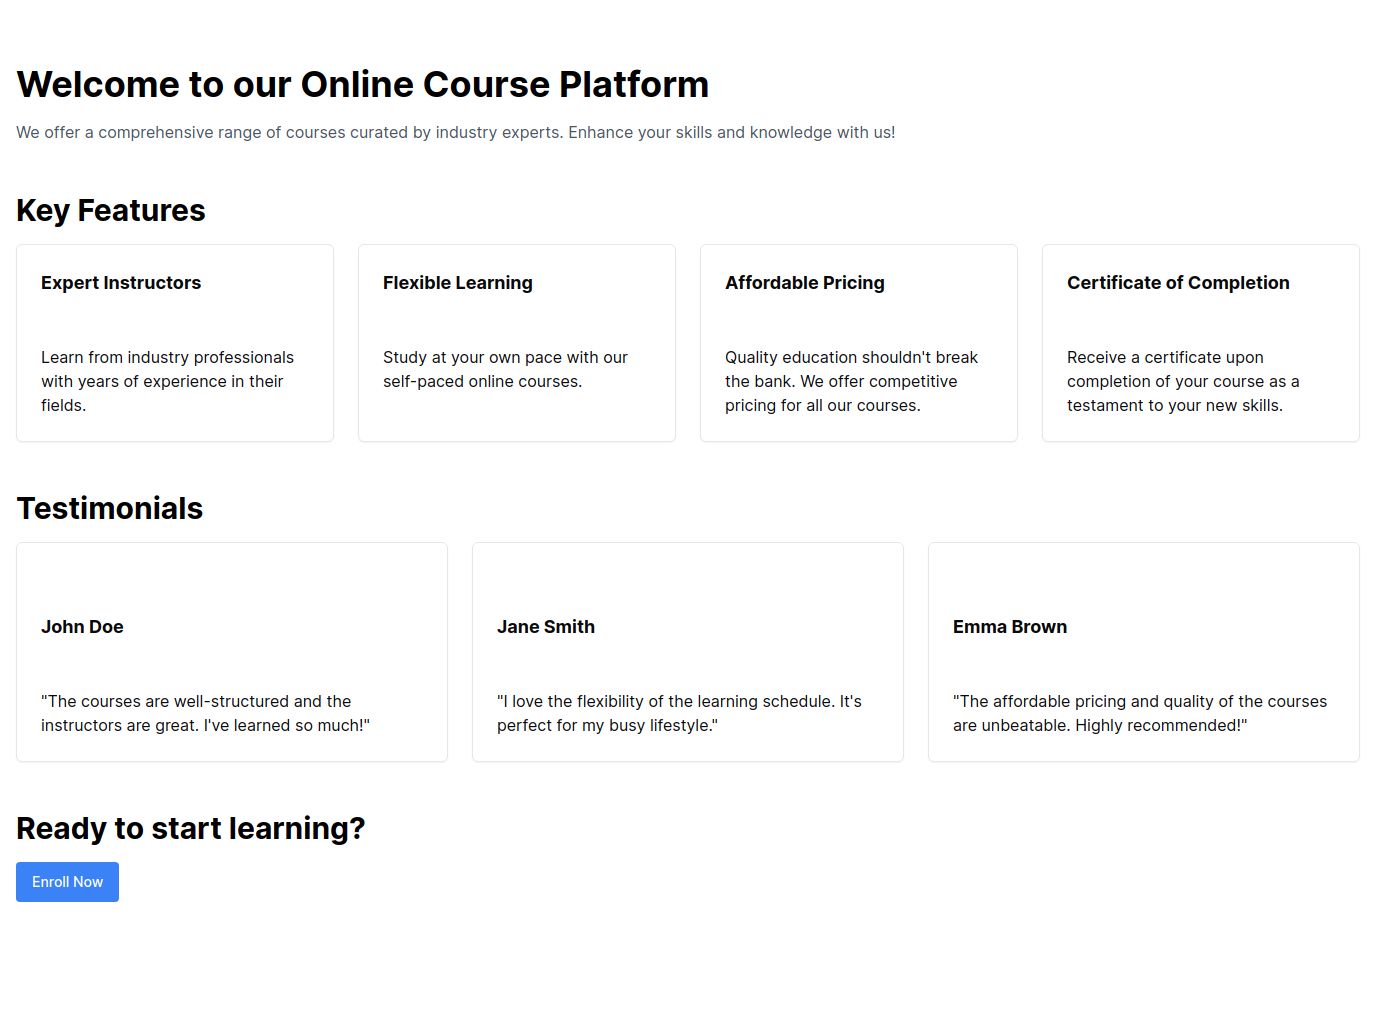 Welcome to our Online Course Platform
We offer a comprehensive range of courses curated by industry experts. Enhance your skills and knowledge with us!
Key Features
Expert Instructors
Learn from industry professionals
with years of experience in their
fields.
Flexible Learning
Study at your own pace with our
self-paced online courses.
Affordable Pricing
Quality education shouldn't break
the bank. We offer competitive
pricing for all our courses.
Certificate of Completion
Receive a certificate upon
completion of your course as a
testament to your new skills.
Testimonials
John Doe
"The courses are well-structured and the
instructors are great. I've learned so much!"
Jane Smith
"I love the flexibility of the learning schedule. It's
perfect for my busy lifestyle."
Emma Brown
"The affordable pricing and quality of the courses
are unbeatable. Highly recommended!"
Ready to start learning?
Enroll Now